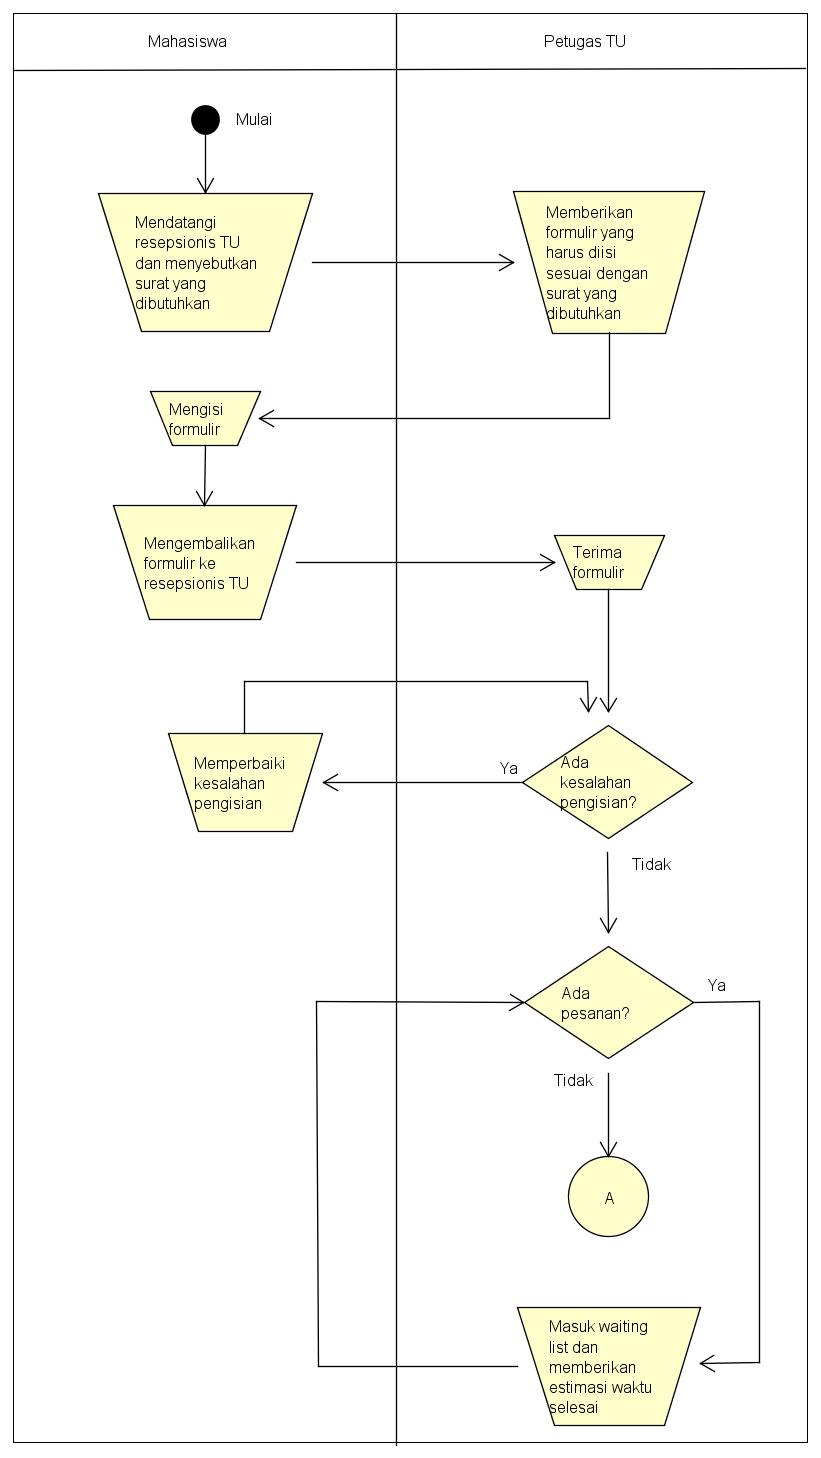 Mahasiswa
Petugas TU
Mulai
Mendatangi
resepsionis TU
dan menyebutkan
surat yang
dibutuhkan
Memberikan
formulir yang
harus diisi
sesuai dengan
surat yang
dibutuhkan
Mengisi
formulir
Mengembalikan
formulir ke
resepsionis TU
Terima
formulir
Memperbaiki
kesalahan
pengisian
Ya
Ada
kesalahan
pengisian?
Tidak
Ada
pesanan?
Ya
Tidak
A
Masuk waiting
list dan
memberikan
estimasi waktu
selesai